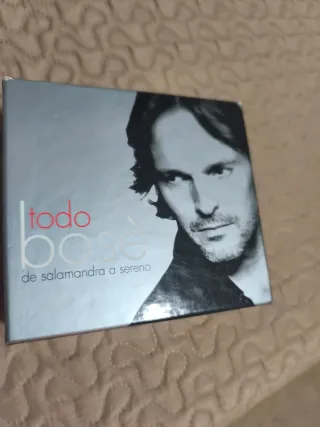 todo
bosè
de salamandra a sereno